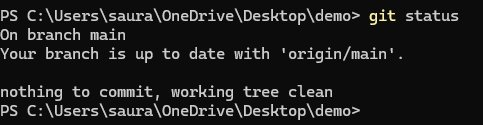 PS C:\Users\saura\OneDrive\Desktop\demo> git status
On branch main
Your branch is up to date with 'origin/main'.

nothing to commit, working tree clean
PS C:\Users\saura\OneDrive\Desktop\demo>